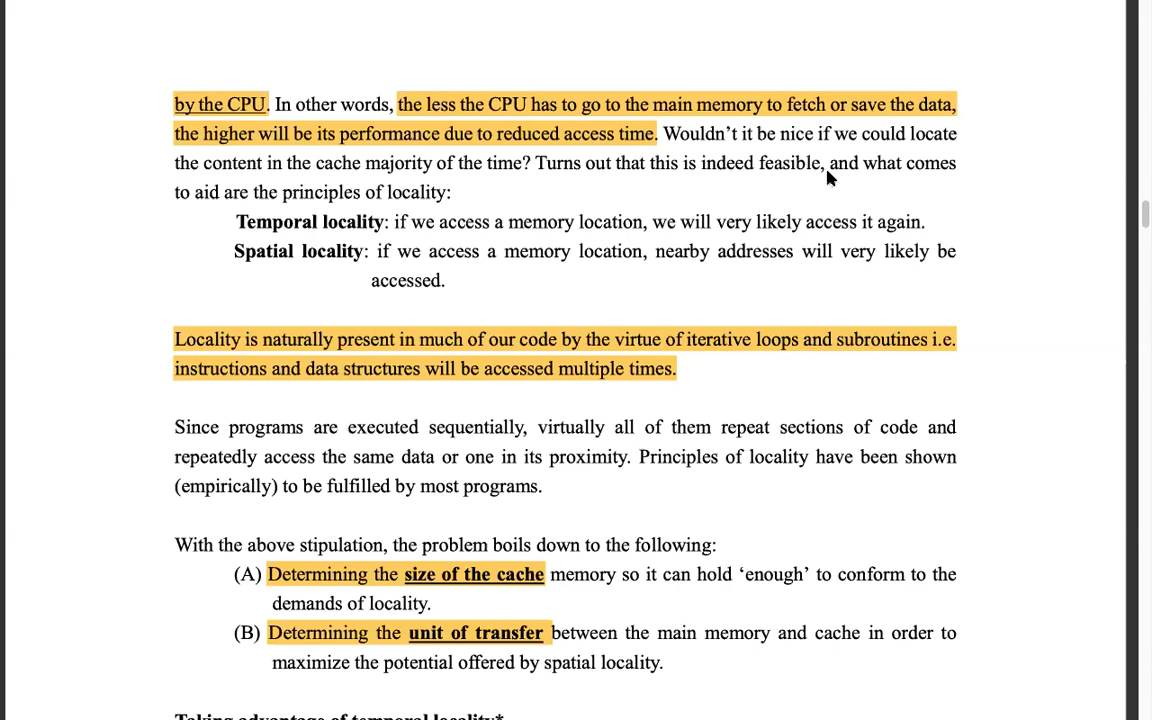 by the CPU. In other words, the less the CPU has to go to the main memory to fetch or save the data,
the higher will be its performance due to reduced access time. Wouldn’t it be nice if we could locate
the content in the cache majority of the time? Turns out that this is indeed feasible, and what comes
to aid are the principles of locality:
Temporal locality: if we access a memory location, we will very likely access it again.
Spatial locality: if we access a memory location, nearby addresses will very likely be
accessed.
Locality is naturally present in much of our code by the virtue of iterative loops and subroutines i.e.
instructions and data structures will be accessed multiple times.
Since programs are executed sequentially, virtually all of them repeat sections of code and
repeatedly access the same data or one in its proximity. Principles of locality have been shown
(empirically) to be fulfilled by most programs.
With the above stipulation, the problem boils down to the following:
(A) Determining the size of the cache memory so it can hold ‘enough’ to conform to the
demands of locality.
(B) Determining the unit of transfer between the main memory and cache in order to
maximize the potential offered by spatial locality.
Taking advantage of temporal locality*